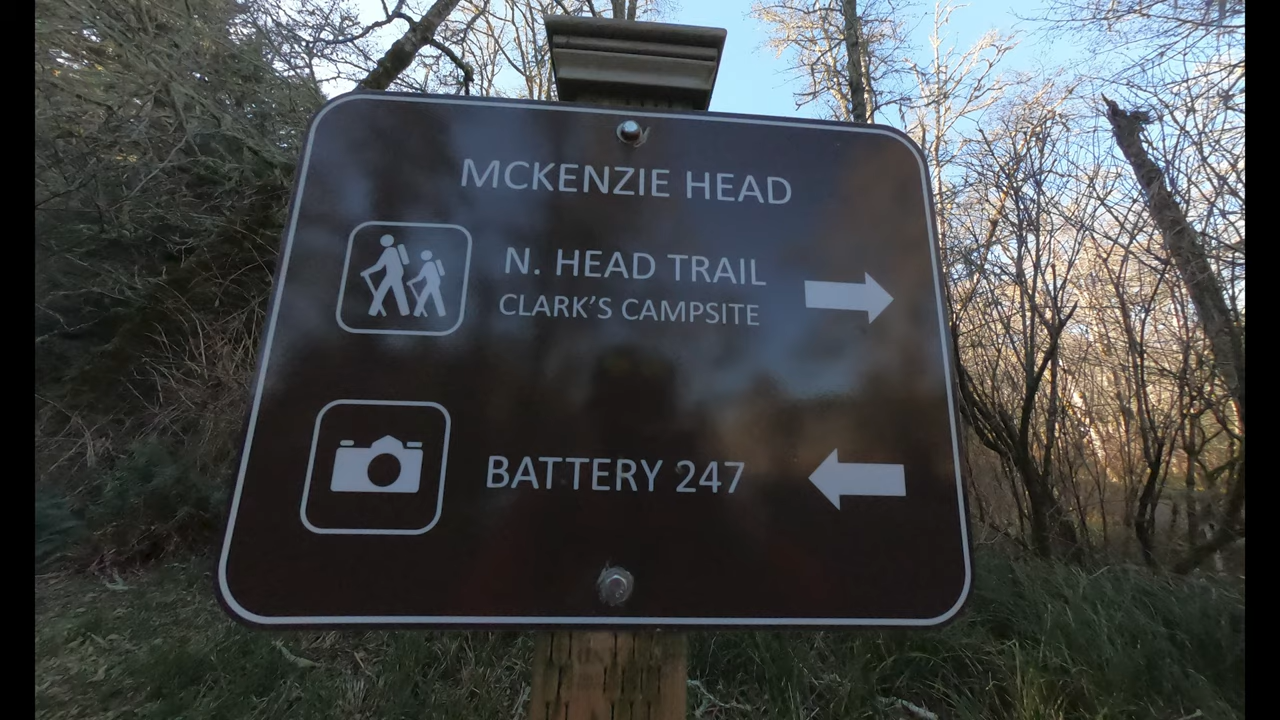 MCKENZIE HEAD
N. HEAD TRAIL
CLARK'S CAMPSITE
BATTERY 247